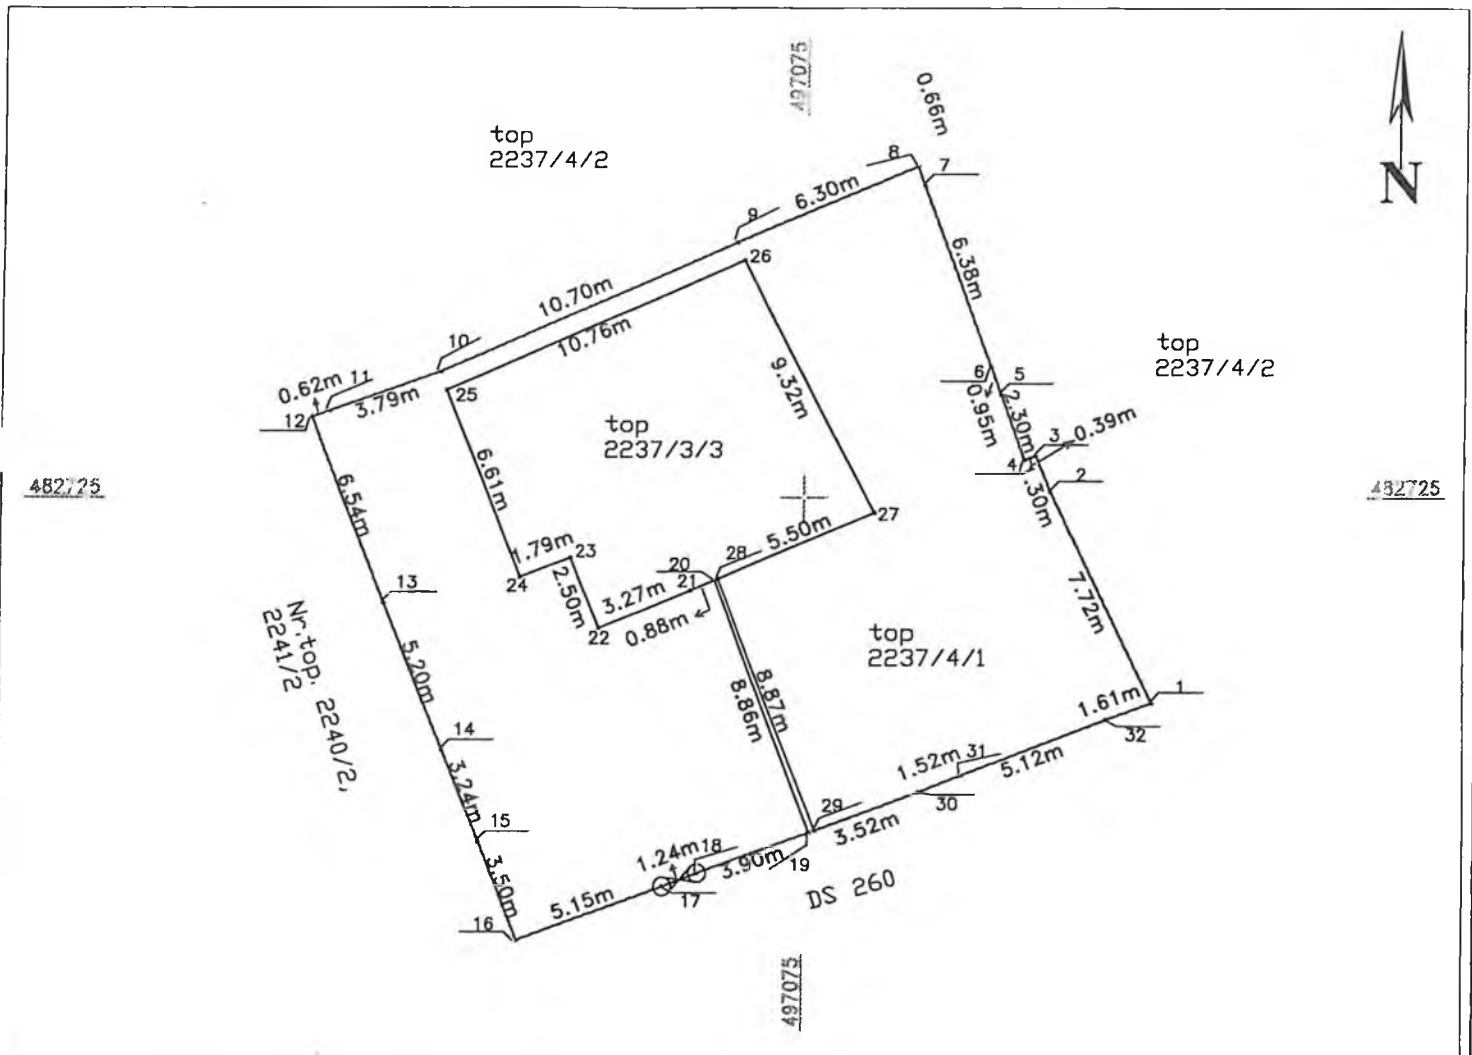 497075
0.66m
top
2237/4/2
8
7
N
9
6.30m
26
6.38m
10.70m
10
10.76m
top
2237/4/2
0.62m
11
3.79m
12
25
9.32m
6
5
0.95m
2.30m
top
2237/3/3
3
0.39m
4
2
.30m
6.61m
6.54m
482725
482725
27
5.50m
1.79m
23
24
2.50m
28
20
21
3.27m
22
0.88m
13
7.72m
top
2237/4/1
Nr.top. 2240/2,
2241/2
5.20m
8.87m
8.86m
1
1.61m
32
14
1.52m
31
5.12m
30
3.24m
15
29
3.52m
1.24m
18
3.90m
19
3.50m
DS 260
5.15m
17
16
497075